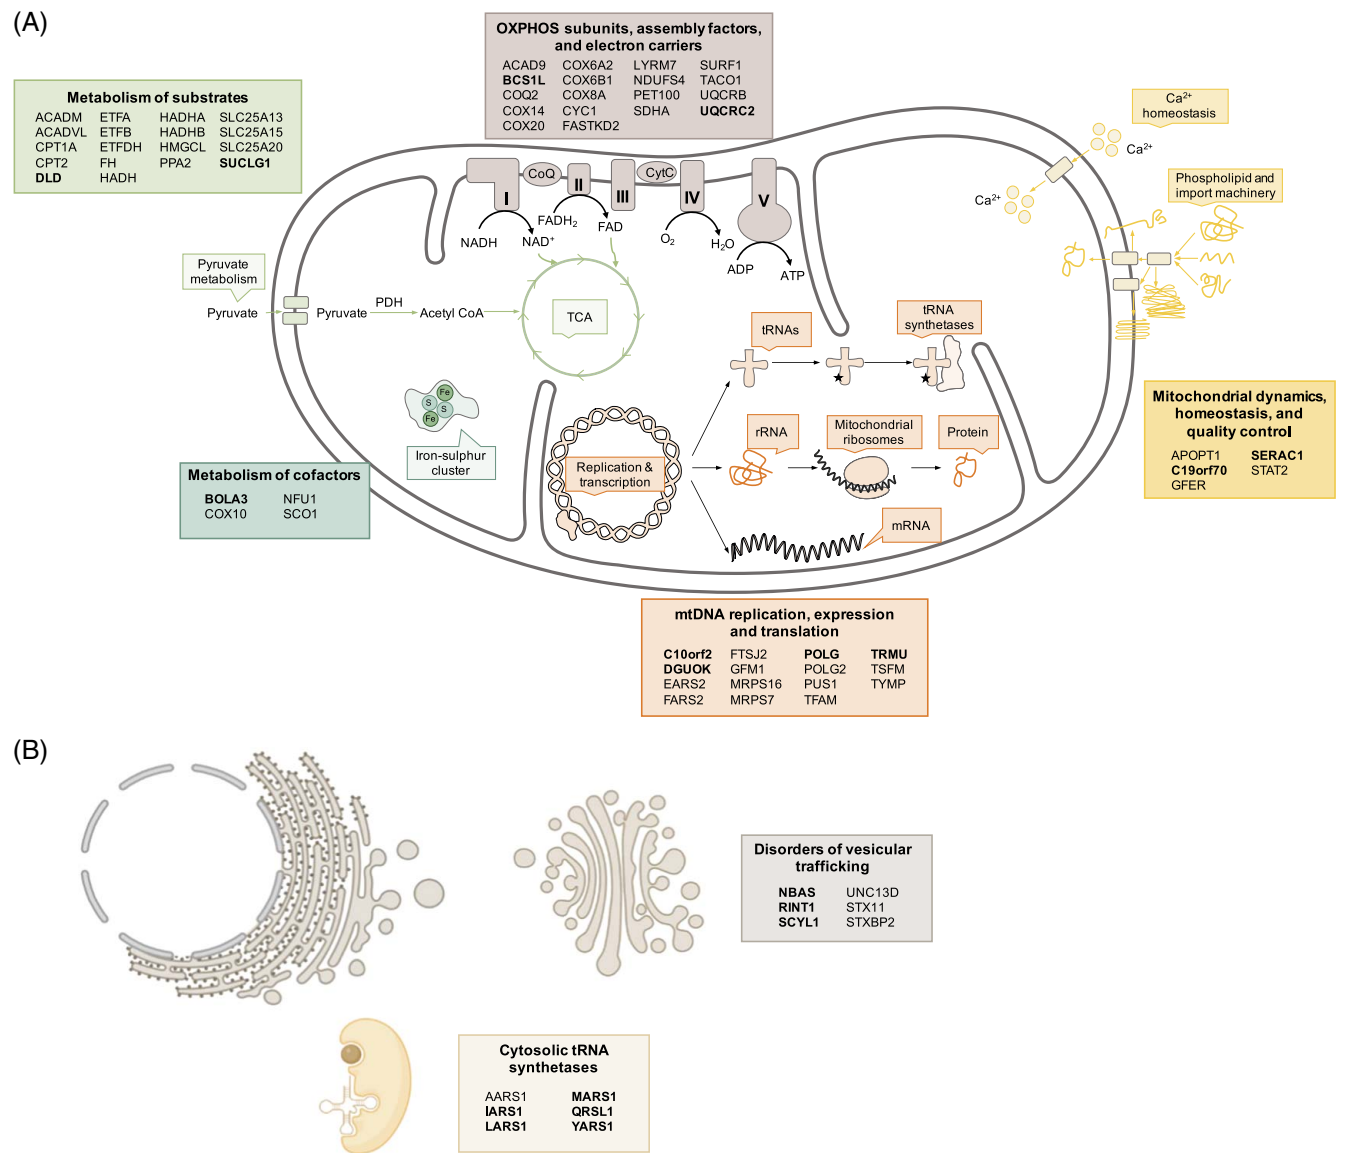 (A)
OXPHOS subunits, assembly factors,
and electron carriers
ACAD9 COX6A2 LYRM7 SURF1
BCS1L COX6B1 NDUFS4 TACO1
COQ2 COX8A PET100 UQCRB
COX14 CYC1 SDHA UQCRC2
COX20 FASTKD2
Metabolism of substrates
ACADM ETFA HADHA SLC25A13
ACADVL ETFB HADHB SLC25A15
CPT1A ETFDH HMGCL SLC25A20
CPT2 FH PPA2 SUCLG1
DLD HADH
Ca2+
homeostasis
Ca2+
Ca2+
Phospholipid and
import machinery
CoQ
CytC
I
II
III
IV
V
NADH
NAD+
FADH2
FAD
O2
H2O
ADP
ATP
Pyruvate
metabolism
Pyruvate
Pyruvate
PDH
Acetyl CoA
TCA
tRNAs
tRNA
synthetases
Fe
S
S
Fe
Iron-sulphur
cluster
Replication &
transcription
rRNA
Mitochondrial
ribosomes
Protein
mRNA
Mitochondrial dynamics,
homeostasis, and
quality control
APOPT1 SERAC1
C19orf70 STAT2
GFER
Metabolism of cofactors
BOLA3 NFU1
COX10 SCO1
mtDNA replication, expression
and translation
C10orf2 FTSJ2 POLG TRMU
DGUOK GFM1 POLG2 TSFM
EARS2 MRPS16 PUS1 TYMP
FARS2 MRPS7 TFAM
(B)
Disorders of vesicular
trafficking
NBAS UNC13D
RINT1 STX11
SCYL1 STXBP2
Cytosolic tRNA
synthetases
AARS1 MARS1
IARS1 QRSL1
LARS1 YARS1